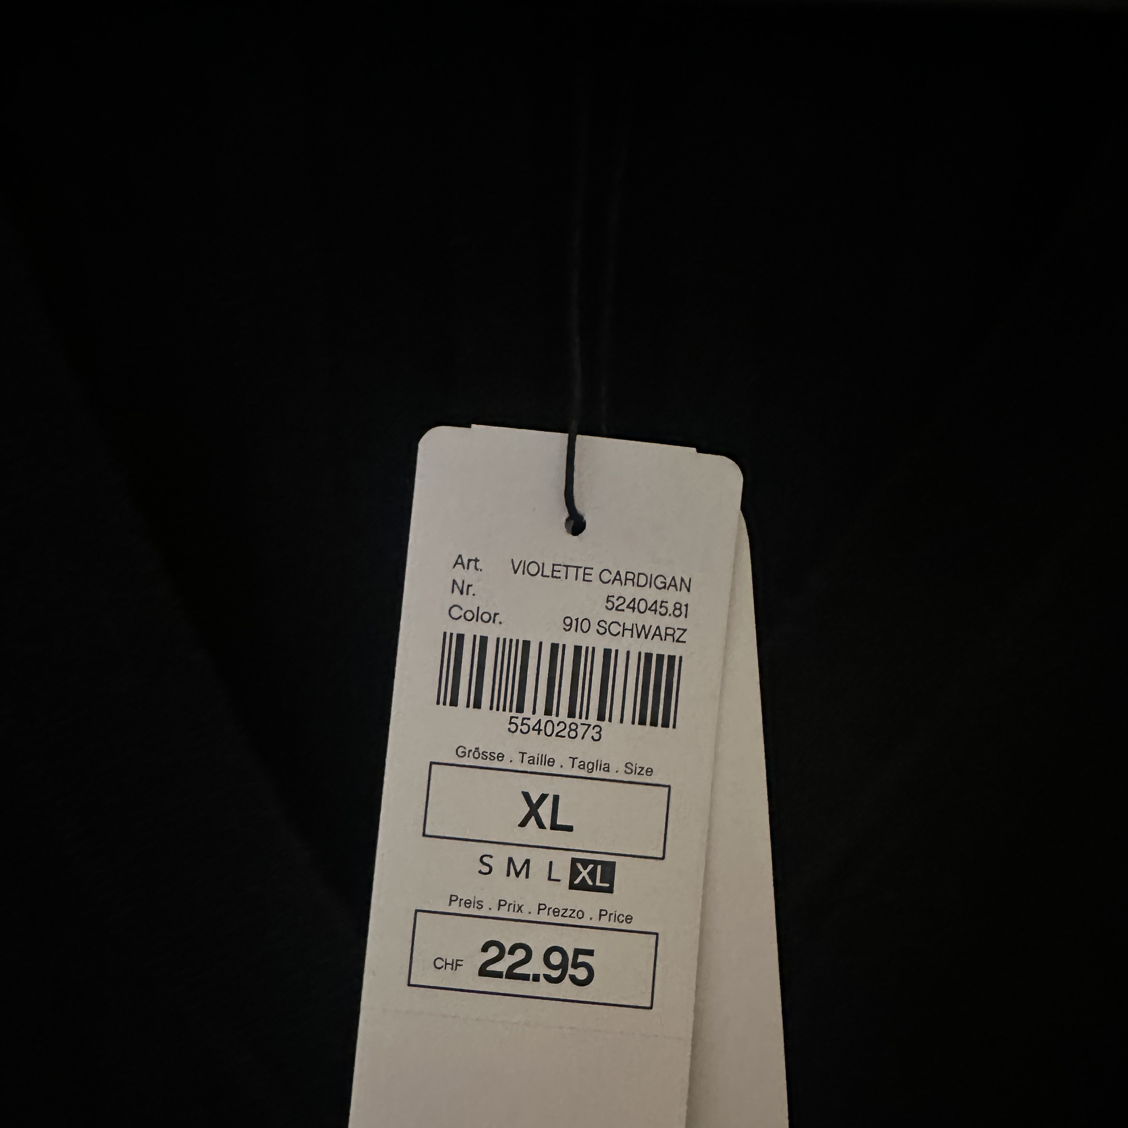 Art. VIOLETTE CARDIGAN
Nr. 524045.81
Color. 910 SCHWARZ
55402873
Grösse . Taille . Taglia . Size
XL
S M L XL
Preis . Prix . Prezzo . Price
CHF 22.95